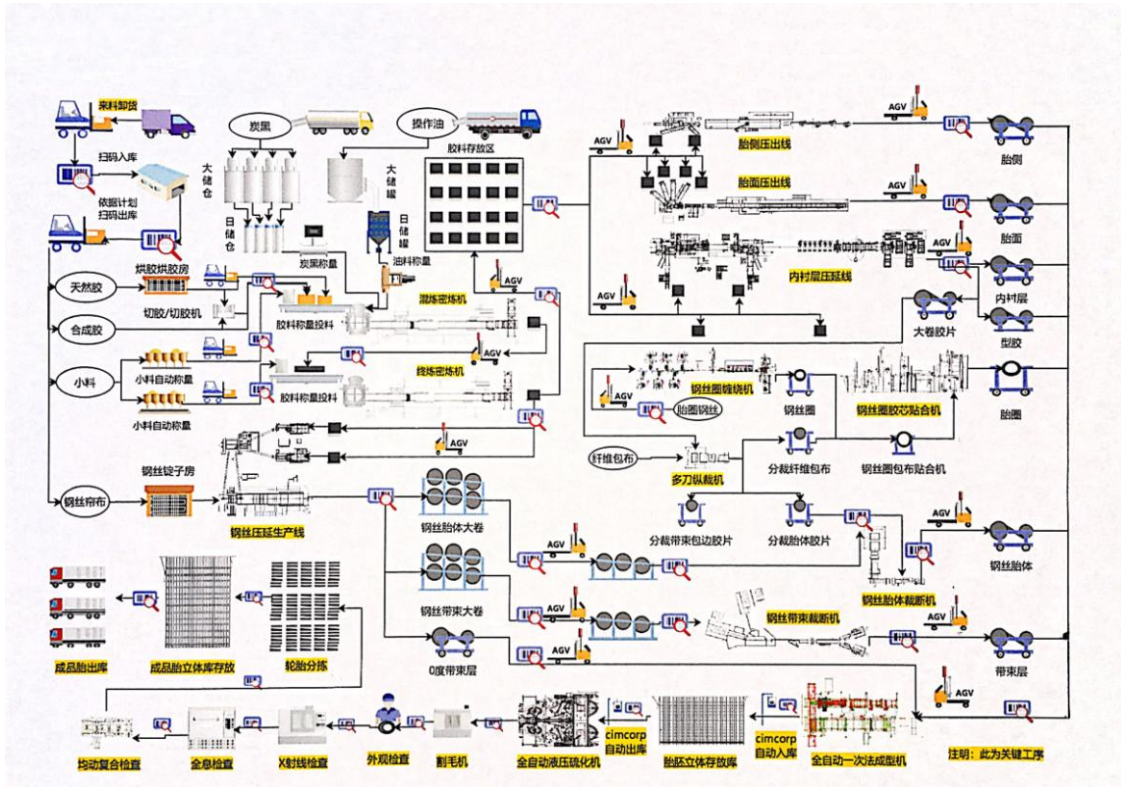 来料卸货
扫码入库
依据计划
扫码出库
炭黑
操作油
大储仓
日储仓
大储罐
日储罐
炭黑称量
油料称量
胶料存放区
烘胶烘胶房
天然胶
切胶/切胶机
合成胶
胶料称量投料
混炼密炼机
AGV
小料
小料自动称量
小料自动称量
胶料称量投料
终炼密炼机
AGV
AGV
钢丝帘布
钢丝锭子房
钢丝压延生产线
AGV
胎侧压出线
AGV
胎侧
胎面压出线
AGV
胎面
AGV
内衬层压延线
AGV
内衬层
大卷胶片
型胶
AGV
钢丝圈缠绕机
胎圈钢丝
钢丝圈
钢丝圈胶芯贴合机
胎圈
纤维包布
多刀纵裁机
分裁纤维包布
钢丝圈包布贴合机
分裁带束包边胶片
分裁胎体胶片
钢丝胎体大卷
AGV
钢丝胎体裁断机
AGV
钢丝胎体
钢丝带束大卷
AGV
钢丝带束裁断机
AGV
带束层
0度带束层
AGV
AGV
成品胎出库
成品胎立体库存放
轮胎分拣
均动复合检查
全息检查
X射线检查
外观检查
割毛机
全自动液压硫化机
cimcorp
自动出库
胎胚立体存放库
cimcorp
自动入库
全自动一次法成型机
注明：此为关键工序